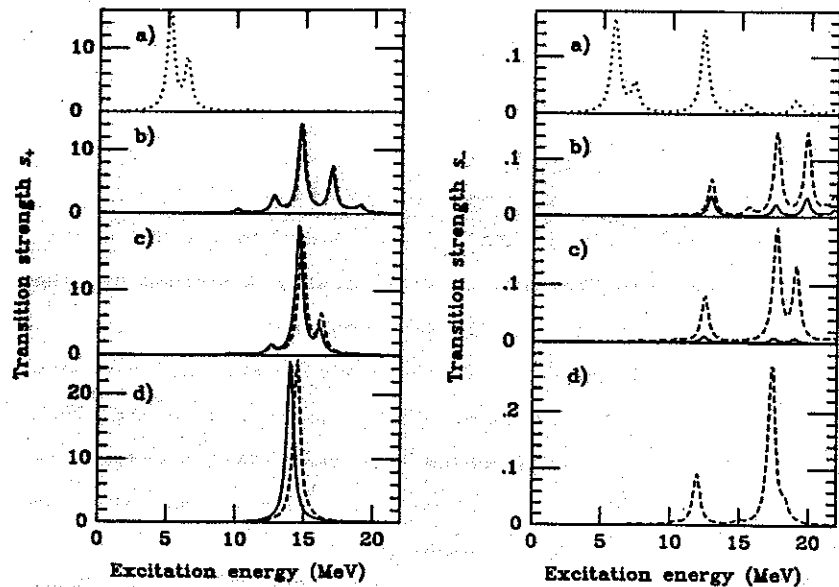 Transition strength s₊
10
0
a)
10
0
b)
10
0
c)
20
10
0
d)
0 5 10 15 20
Excitation energy (MeV)
Transition strength s₋
.1
0
a)
.1
0
b)
.1
0
c)
.2
.1
0
d)
0 5 10 15 20
Excitation energy (MeV)